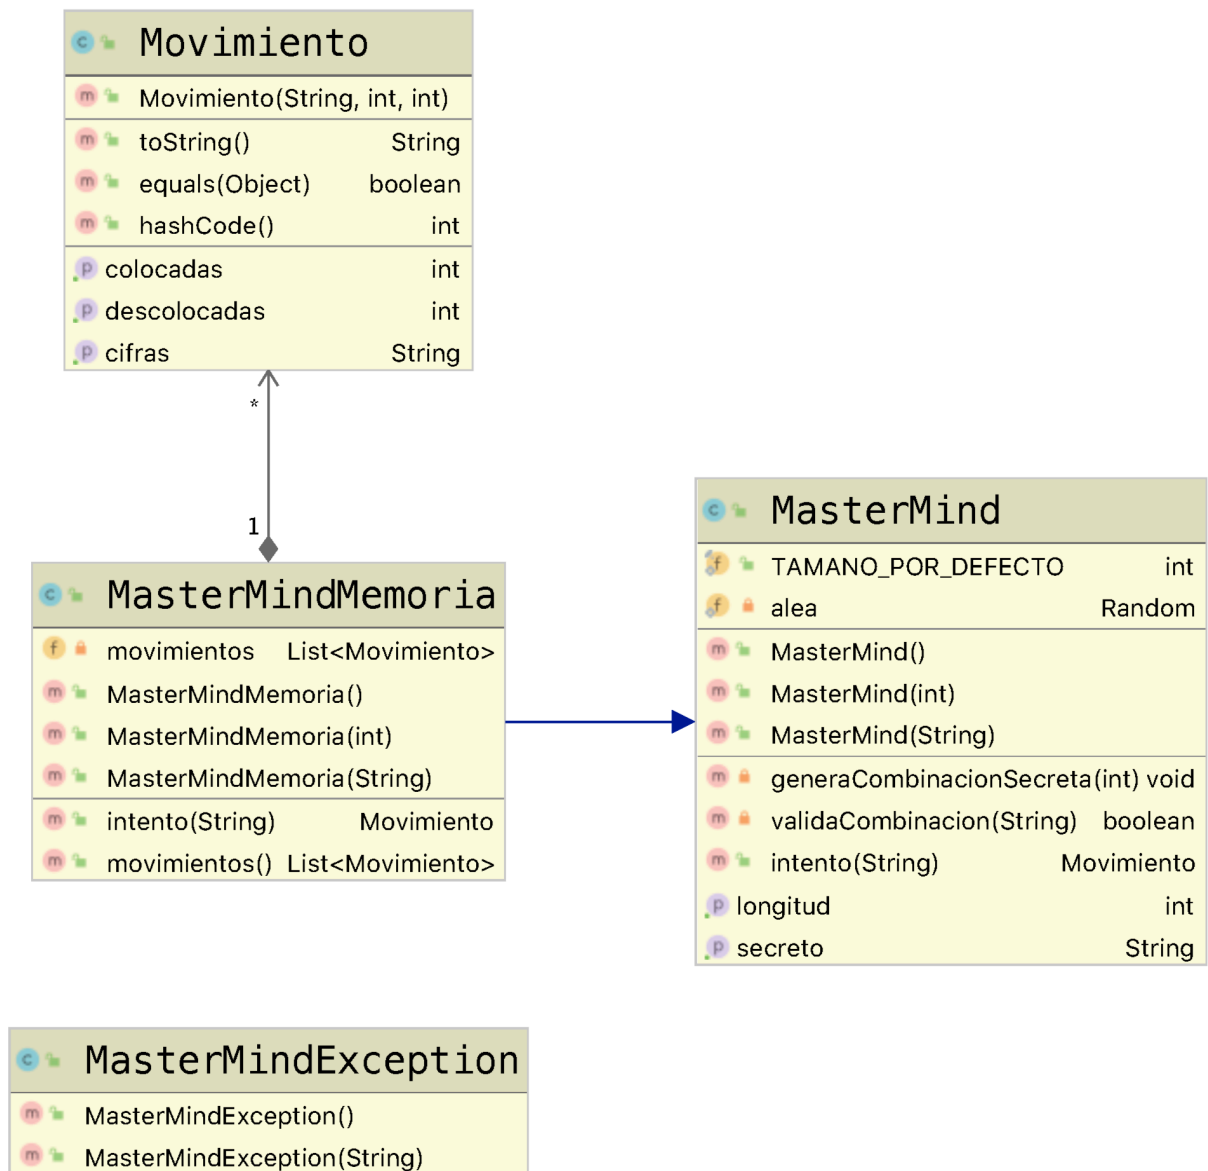 Movimiento
Movimiento(String, int, int)
toString() String
equals(Object) boolean
hashCode() int
colocadas int
descolocadas int
cifras String
*
1
MasterMindMemoria
movimientos List<Movimiento>
MasterMindMemoria()
MasterMindMemoria(int)
MasterMindMemoria(String)
intento(String) Movimiento
movimientos() List<Movimiento>
MasterMind
TAMANO_POR_DEFECTO int
alea Random
MasterMind()
MasterMind(int)
MasterMind(String)
generaCombinacionSecreta(int) void
validaCombinacion(String) boolean
intento(String) Movimiento
longitud int
secreto String
MasterMindException
MasterMindException()
MasterMindException(String)